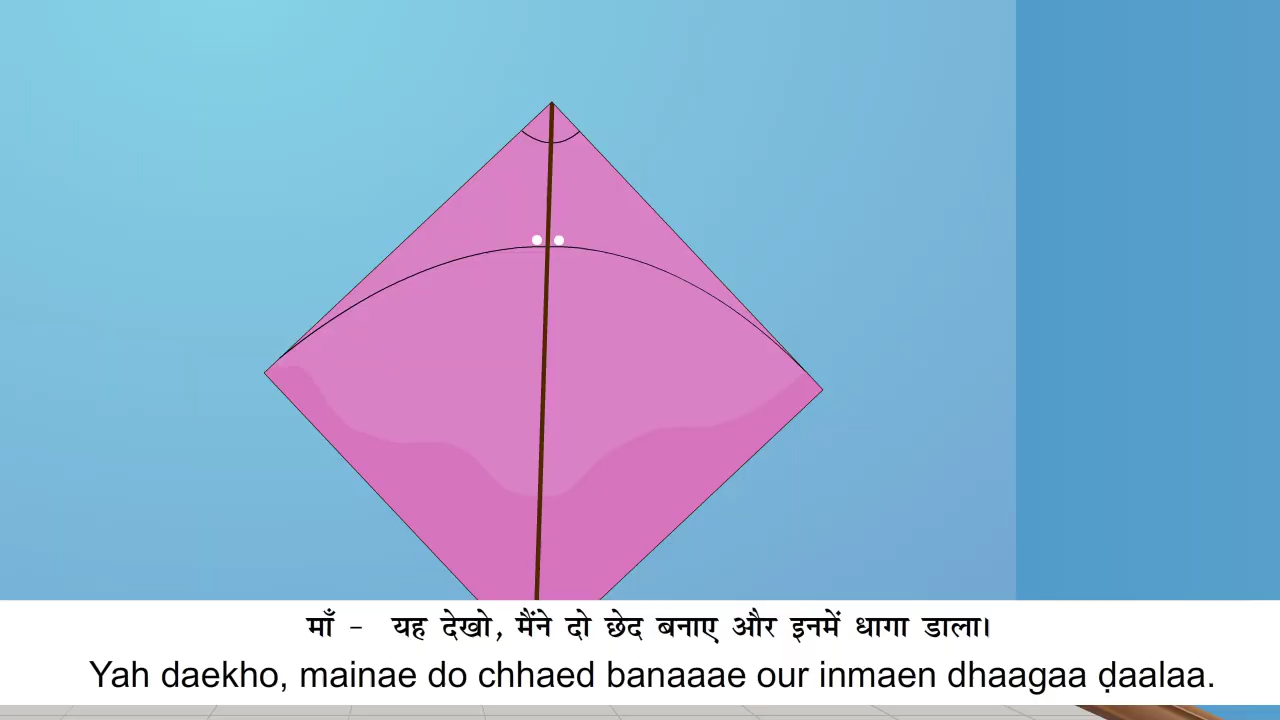 माँ - यह देखो, मैंने दो छेद बनाए और इनमें धागा डाला।
Yah daekho, mainae do chhaed banaaae our inmaen dhaagaa ḍaalaa.